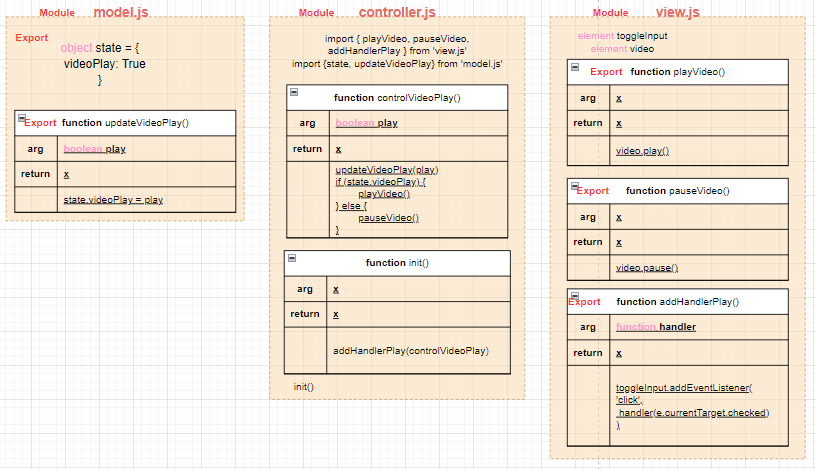 Module model.js
Export
object state = {
videoPlay: True
}
Export function updateVideoPlay()
arg boolean play
return x
state.videoPlay = play
Module controller.js
import { playVideo, pauseVideo,
addHandlerPlay } from 'view.js'
import {state, updateVideoPlay} from 'model.js'
function controlVideoPlay()
arg boolean play
return x
updateVideoPlay(play)
if (state.videoPlay) {
playVideo()
} else {
pauseVideo()
}
function init()
arg x
return x
addHandlerPlay(controlVideoPlay)
init()
Module view.js
element toggleInput
element video
Export function playVideo()
arg x
return x
video.play()
Export function pauseVideo()
arg x
return x
video.pause()
Export function addHandlerPlay()
arg function handler
return x
toggleInput.addEventListener(
'click',
handler(e.currentTarget.checked)
)